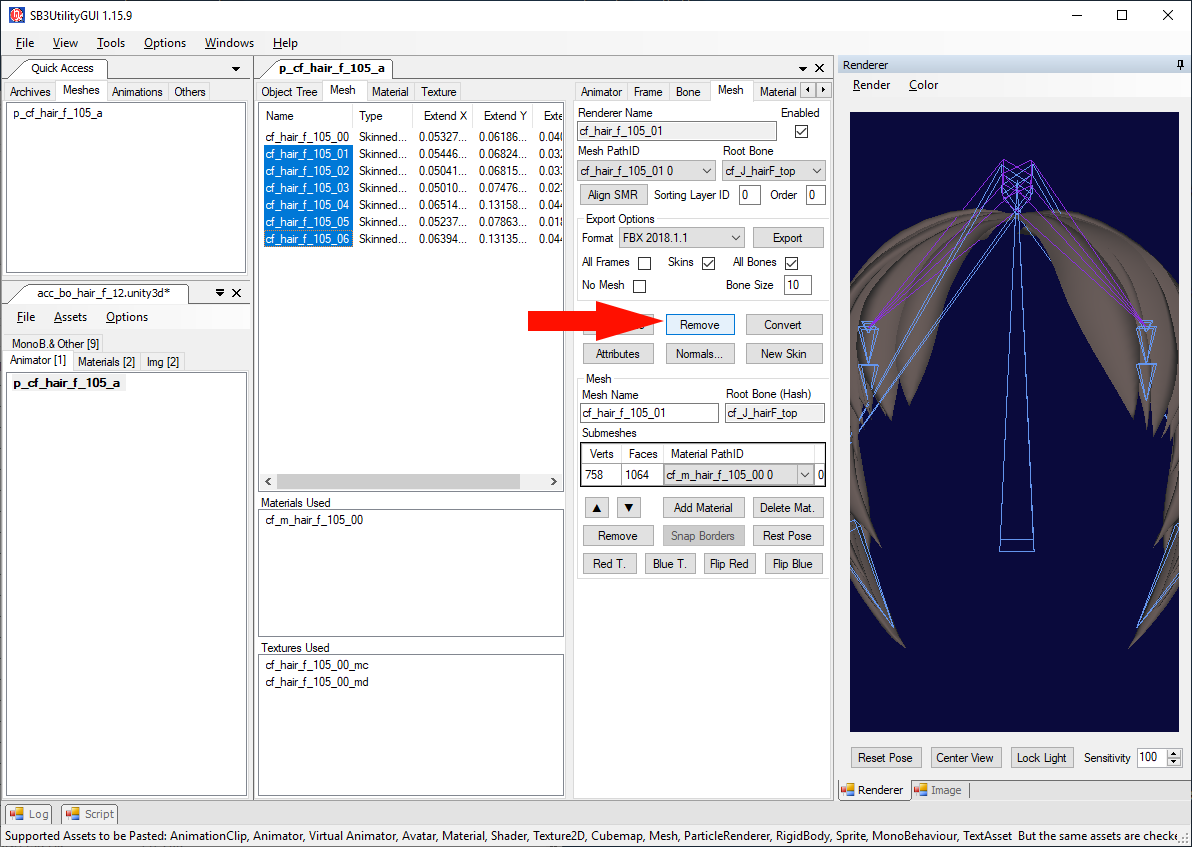 SB3UtilityGUI 1.15.9
File View Tools Options Windows Help
Quick Access
Archives Meshes Animations Others
p_cf_hair_f_105_a
acc_bo_hair_f_12.unity3d*
File Assets Options
MonoB.& Other [9]
Animator [1] Materials [2] Img [2]
p_cf_hair_f_105_a
p_cf_hair_f_105_a
Object Tree Mesh Material Texture
Name Type Extend X Extend Y Exte
cf_hair_f_105_00 Skinned... 0.05327... 0.06186... 0.040
cf_hair_f_105_01 Skinned... 0.05446... 0.06824... 0.032
cf_hair_f_105_02 Skinned... 0.05041... 0.06815... 0.033
cf_hair_f_105_03 Skinned... 0.05010... 0.07476... 0.023
cf_hair_f_105_04 Skinned... 0.06514... 0.13158... 0.044
cf_hair_f_105_05 Skinned... 0.05237... 0.07863... 0.018
cf_hair_f_105_06 Skinned... 0.06394... 0.13135... 0.044
Materials Used
cf_m_hair_f_105_00
Textures Used
cf_hair_f_105_00_mc
cf_hair_f_105_00_md
Animator Frame Bone Mesh Material
Renderer Name Enabled
cf_hair_f_105_01
Mesh PathID Root Bone
cf_hair_f_105_01 0 cf_J_hairF_top
Align SMR Sorting Layer ID 0 Order 0
Export Options
Format FBX 2018.1.1 Export
All Frames Skins All Bones
No Mesh Bone Size 10
Remove Convert
Attributes Normals... New Skin
Mesh
Mesh Name Root Bone (Hash)
cf_hair_f_105_01 cf_J_hairF_top
Submeshes
Verts Faces Material PathID
758 1064 cf_m_hair_f_105_00 0 0
Add Material Delete Mat.
Remove Snap Borders Rest Pose
Red T. Blue T. Flip Red Flip Blue
Renderer
Render Color
Reset Pose Center View Lock Light Sensitivity 100
Renderer Image
Log Script
Supported Assets to be Pasted: AnimationClip, Animator, Virtual Animator, Avatar, Material, Shader, Texture2D, Cubemap, Mesh, ParticleRenderer, RigidBody, Sprite, MonoBehaviour, TextAsset But the same assets are checke